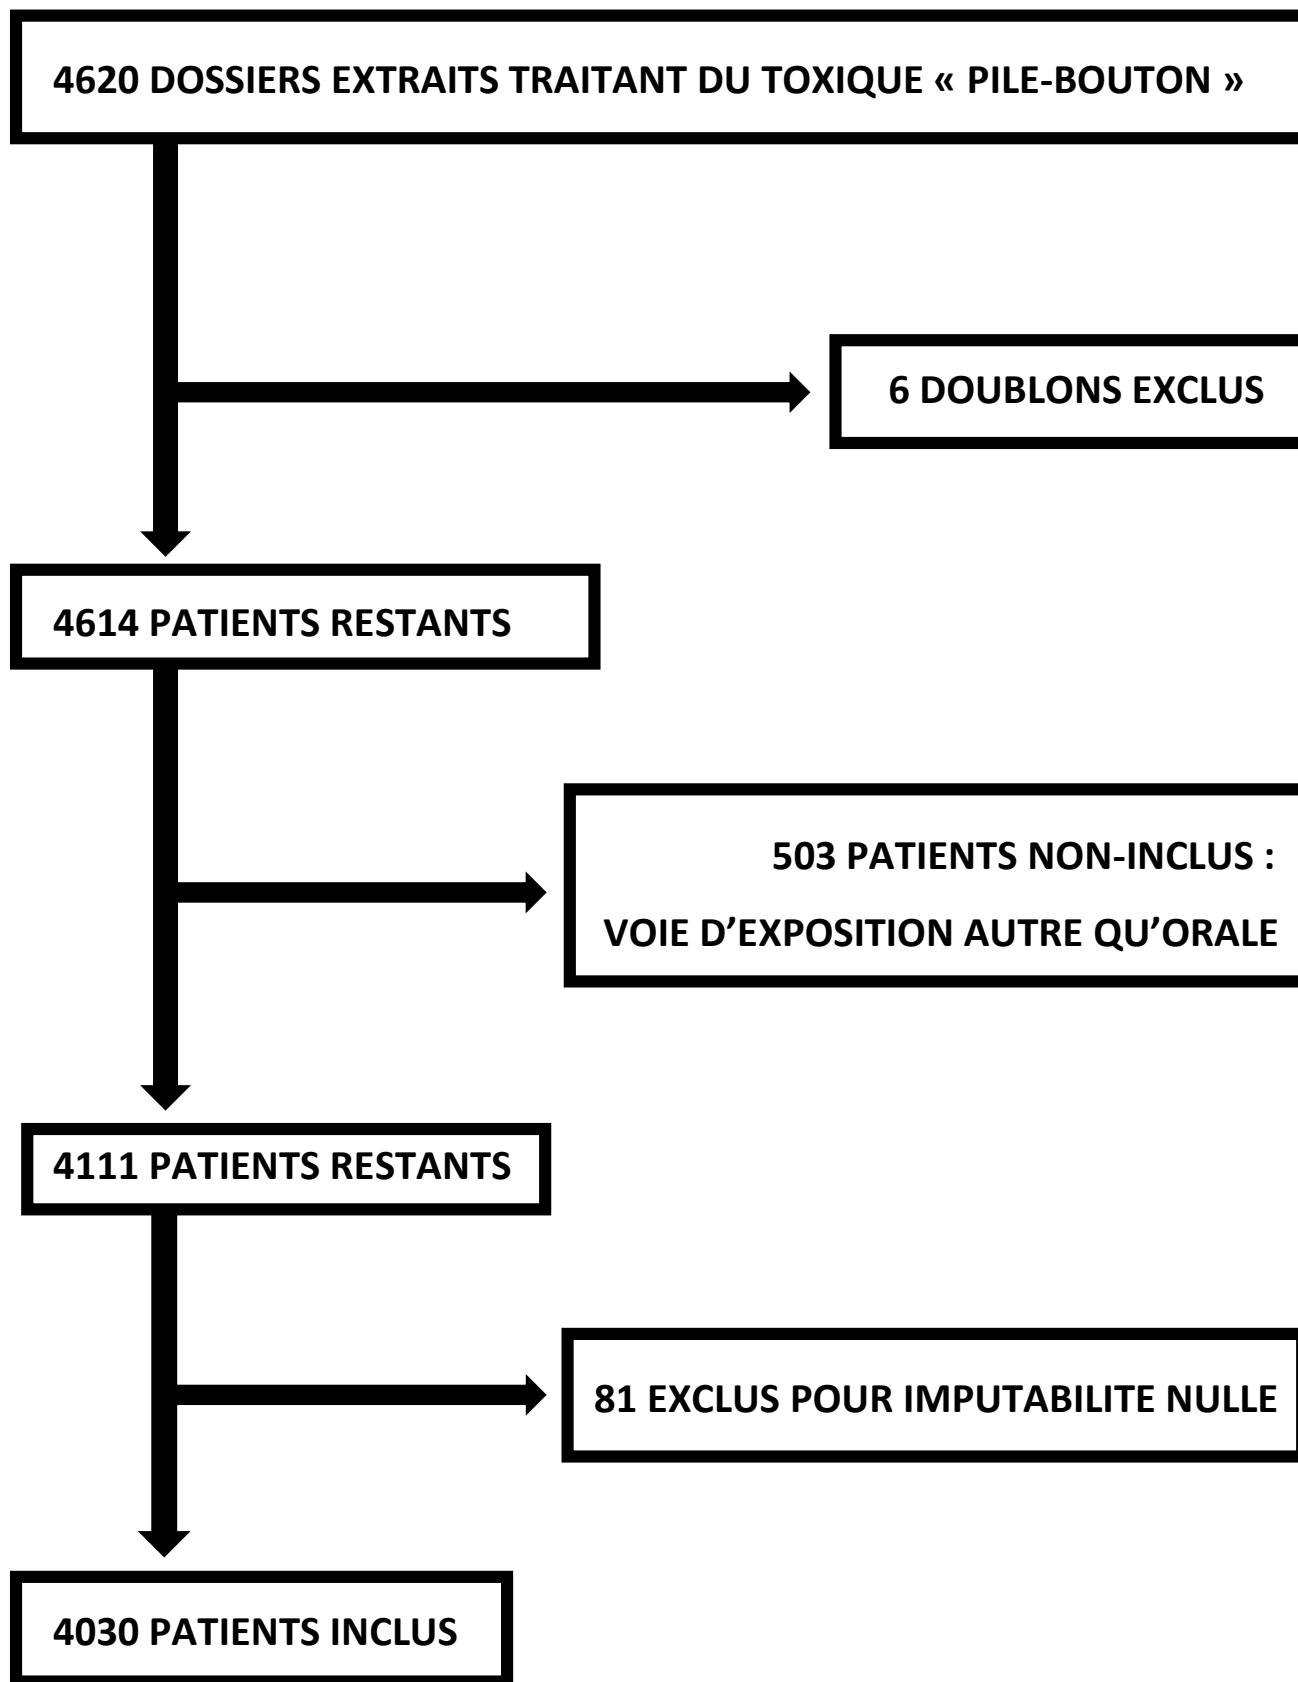 4620 DOSSIERS EXTRAITS TRAITANT DU TOXIQUE « PILE-BOUTON »
6 DOUBLONS EXCLUS
4614 PATIENTS RESTANTS
503 PATIENTS NON-INCLUS :
VOIE D’EXPOSITION AUTRE QU’ORALE
4111 PATIENTS RESTANTS
81 EXCLUS POUR IMPUTABILITE NULLE
4030 PATIENTS INCLUS